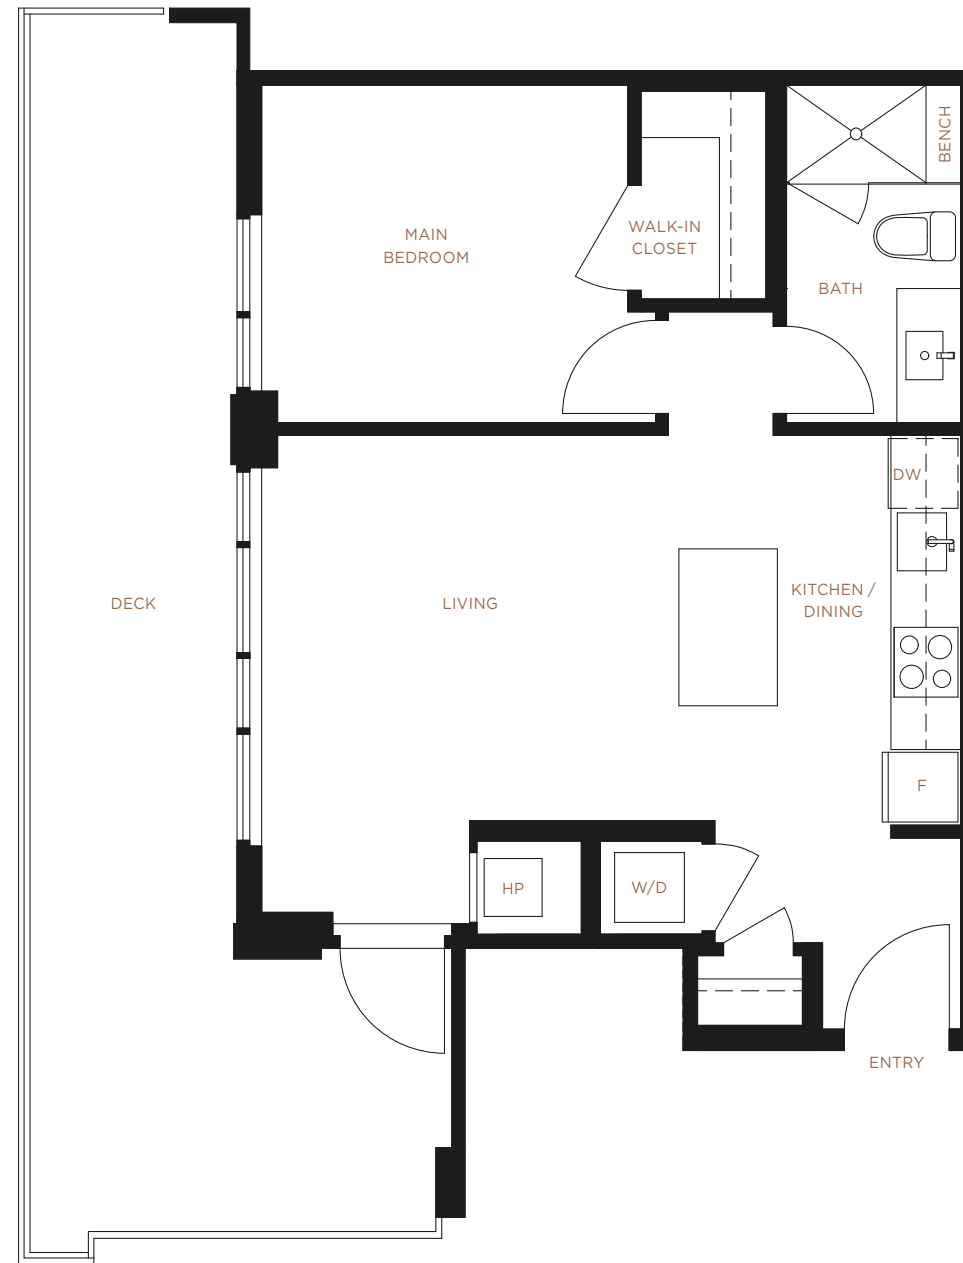 BENCH
MAIN
BEDROOM
WALK-IN
CLOSET
BATH
DW
DECK
LIVING
KITCHEN /
DINING
F
HP
W/D
ENTRY